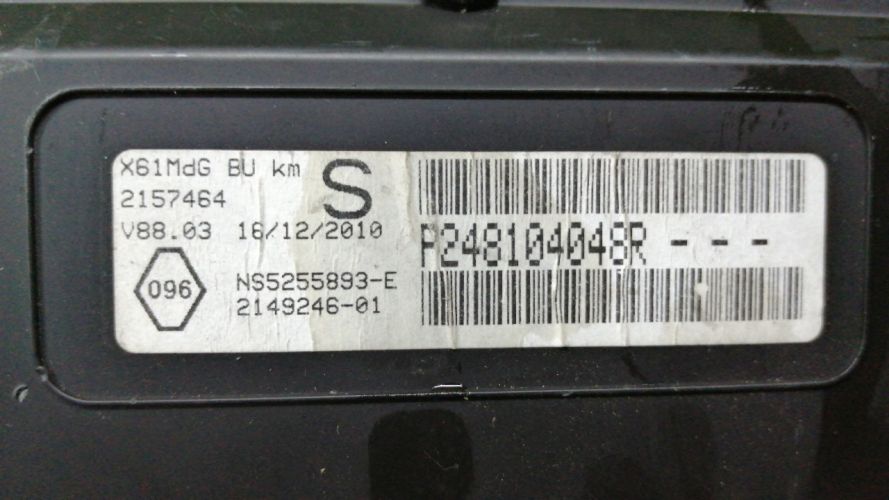 X61MdG BU km
S
2157464
V88.03 16/12/2010
096
NS5255893-E
2149246-01
P248104048R - - -